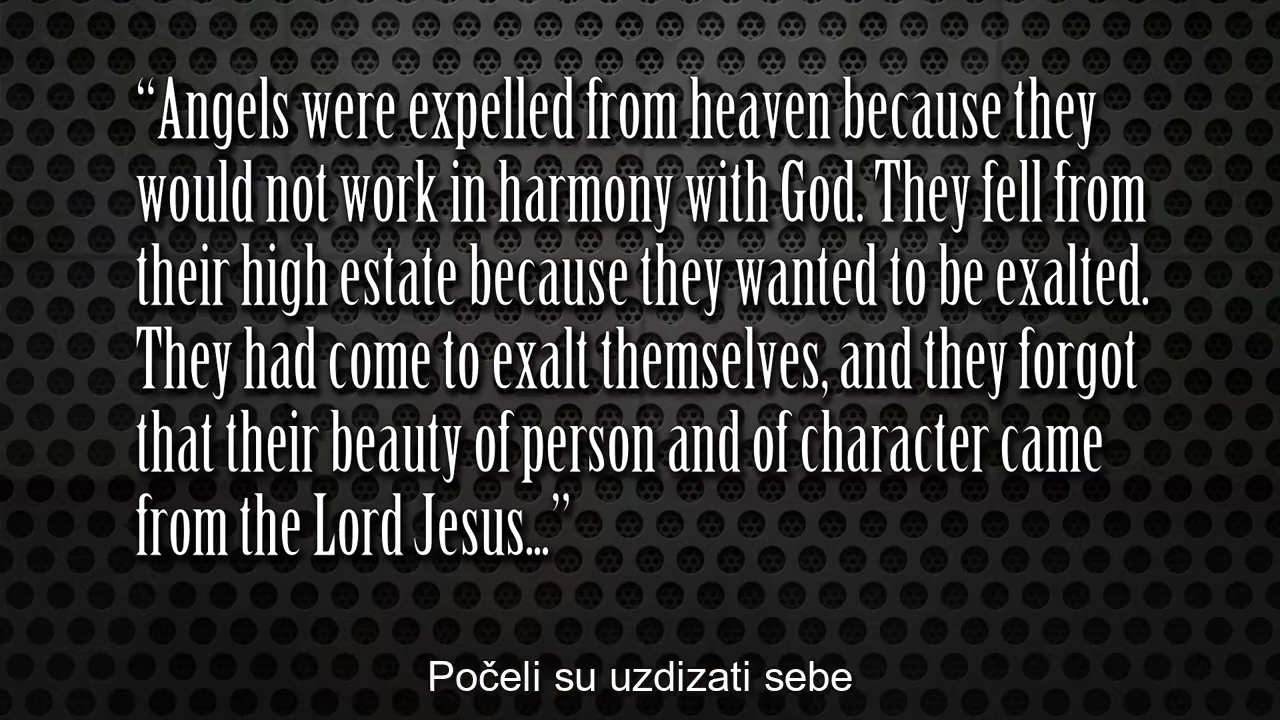 “Angels were expelled from heaven because they
would not work in harmony with God. They fell from
their high estate because they wanted to be exalted.
They had come to exalt themselves, and they forgot
that their beauty of person and of character came
from the Lord Jesus...”
Počeli su uzdizati sebe